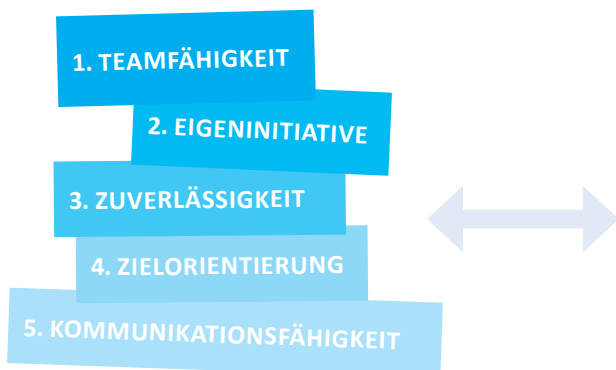 1. TEAMFÄHIGKEIT
2. EIGENINITIATIVE
3. ZUVERLÄSSIGKEIT
4. ZIELORIENTIERUNG
5. KOMMUNIKATIONSFÄHIGKEIT